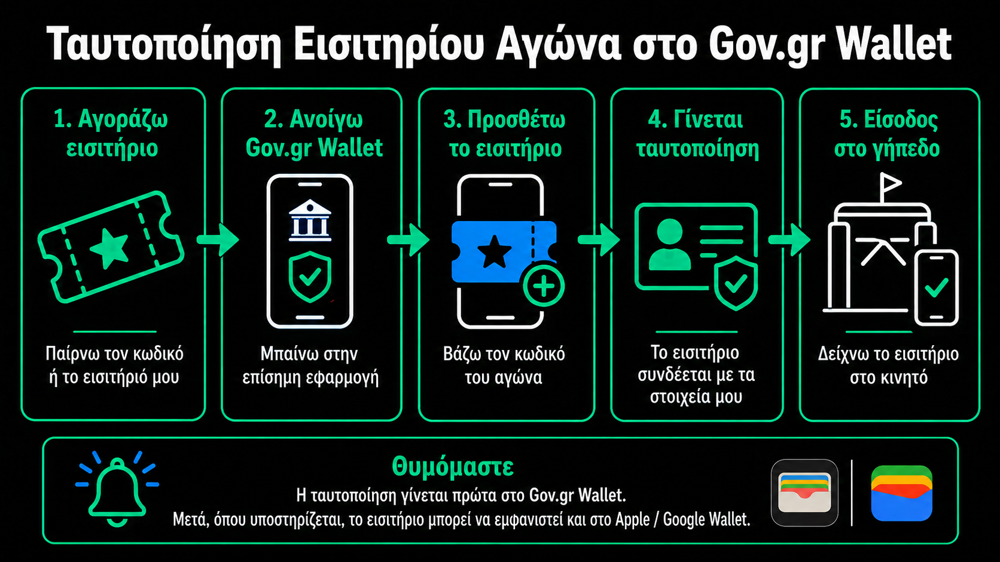 Ταυτοποίηση Εισιτηρίου Αγώνα στο Gov.gr Wallet
1. Αγοράζω
εισιτήριο
Παίρνω τον κωδικό
ή το εισιτήριό μου
2. Ανοίγω
Gov.gr Wallet
Μπαίνω στην
επίσημη εφαρμογή
3. Προσθέτω
το εισιτήριο
Βάζω τον κωδικό
του αγώνα
4. Γίνεται
ταυτοποίηση
Το εισιτήριο
συνδέεται με τα
στοιχεία μου
5. Είσοδος
στο γήπεδο
Δείχνω το εισιτήριο
στο κινητό
Θυμόμαστε
Η ταυτοποίηση γίνεται πρώτα στο Gov.gr Wallet.
Μετά, όπου υποστηρίζεται, το εισιτήριο μπορεί να εμφανιστεί και στο Apple / Google Wallet.